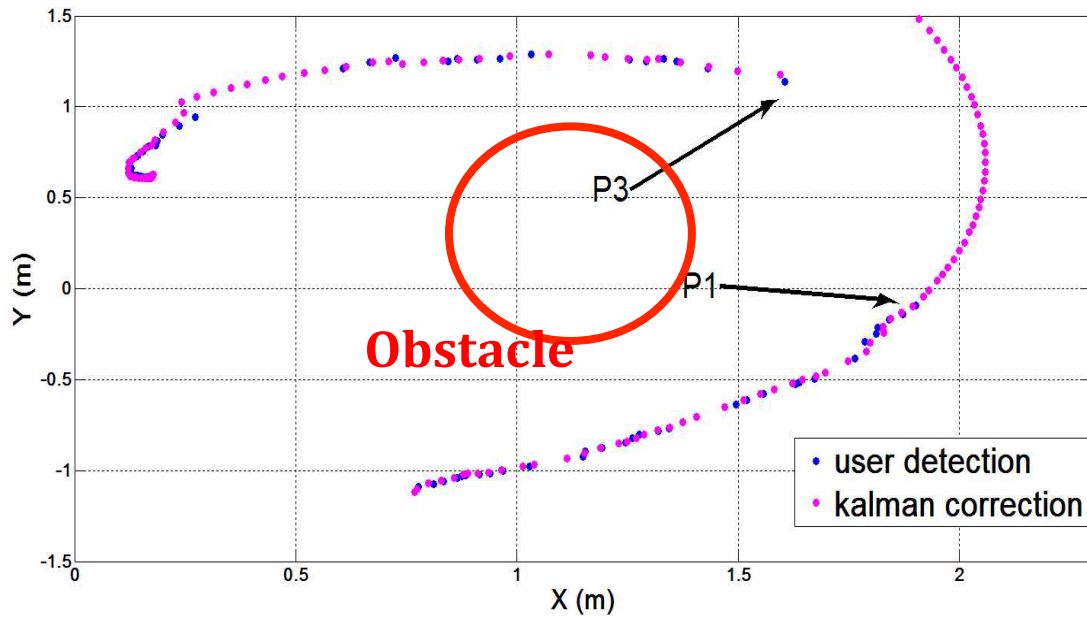 1.5
1
0.5
0
-0.5
-1
-1.5
Y (m)
P3
P1
Obstacle
user detection
kalman correction
0
0.5
1
1.5
2
X (m)